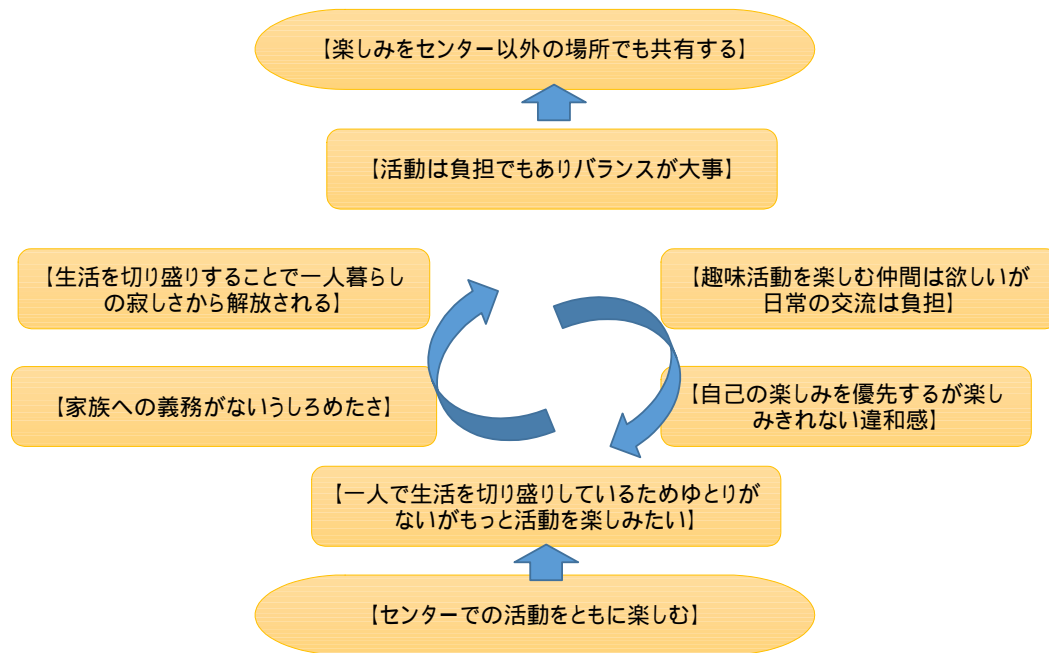 【楽しみをセンター以外の場所でも共有する】
【活動は負担でもありバランスが大事】
【生活を切り盛りすることで一人暮らし
の寂しさから解放される】
【趣味活動を楽しむ仲間は欲しいが
日常の交流は負担】
【家族への義務がないうしろめたさ】
【自己の楽しみを優先するが楽し
みきれない違和感】
【一人で生活を切り盛りしているためゆとりが
ないがもっと活動を楽しみたい】
【センターでの活動をともに楽しむ】